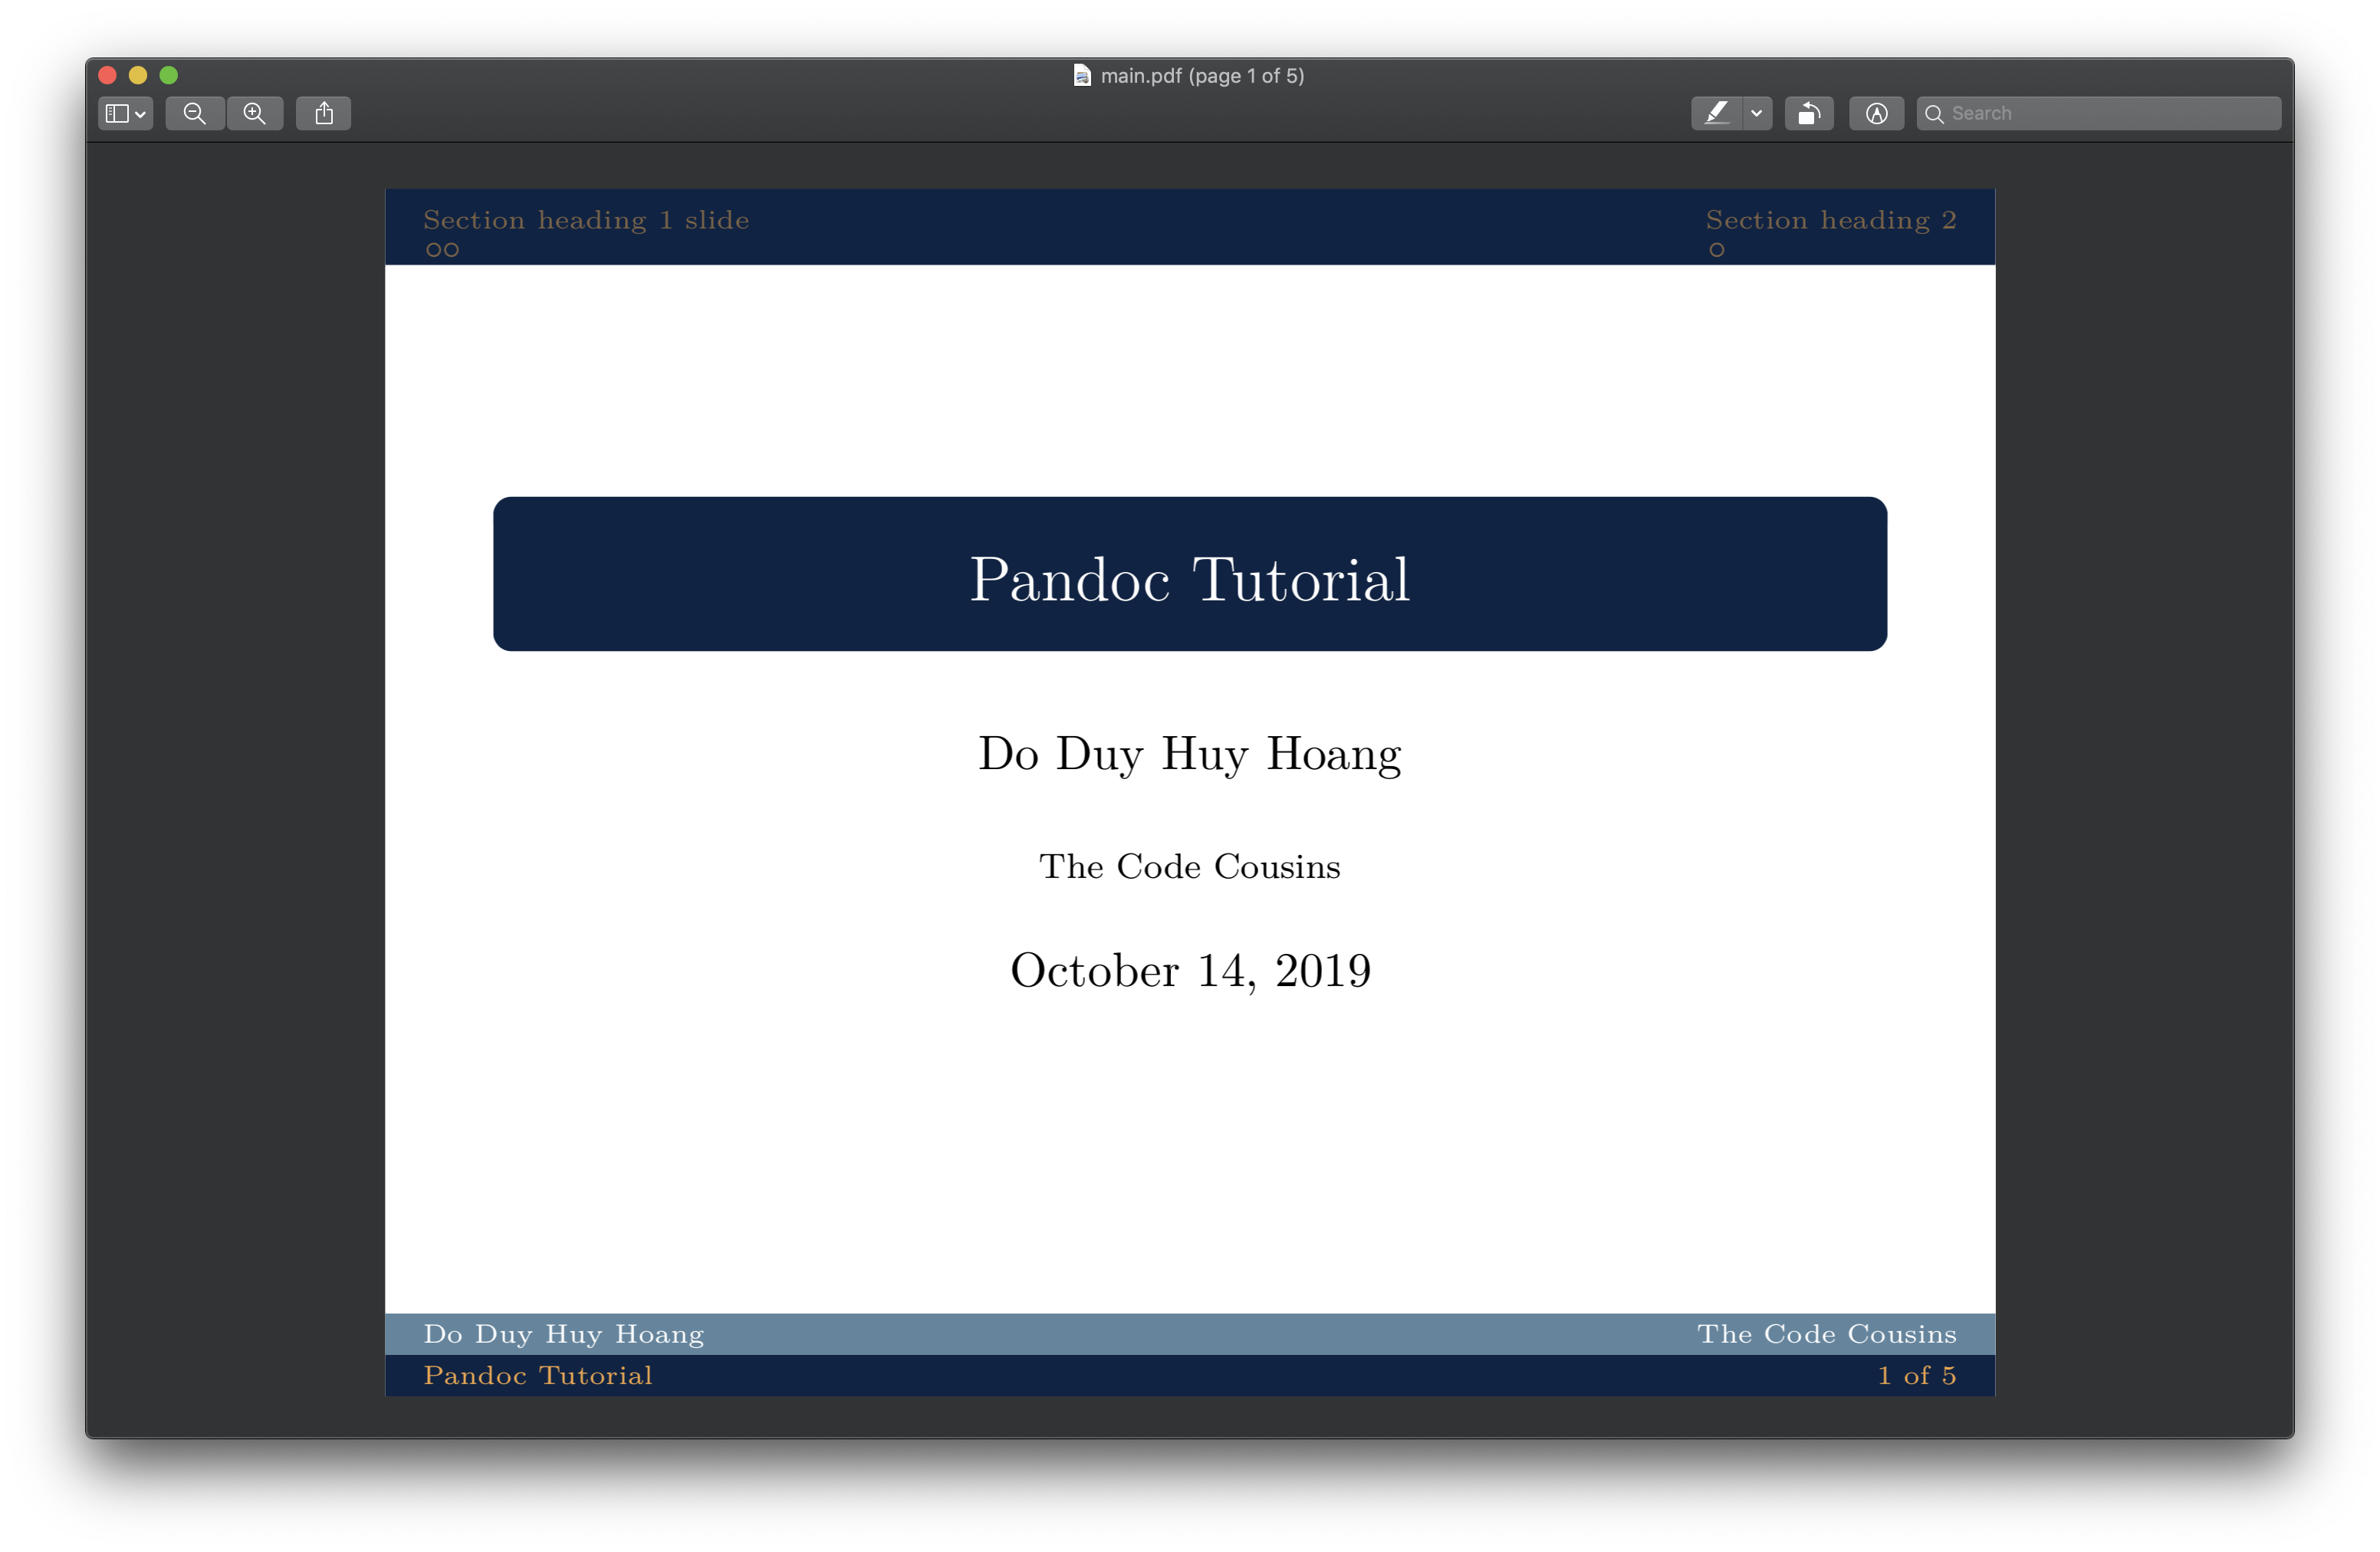 main.pdf (page 1 of 5)
Search
Section heading 1 slide
Section heading 2
Pandoc Tutorial
Do Duy Huy Hoang
The Code Cousins
October 14, 2019
Do Duy Huy Hoang
The Code Cousins
Pandoc Tutorial
1 of 5